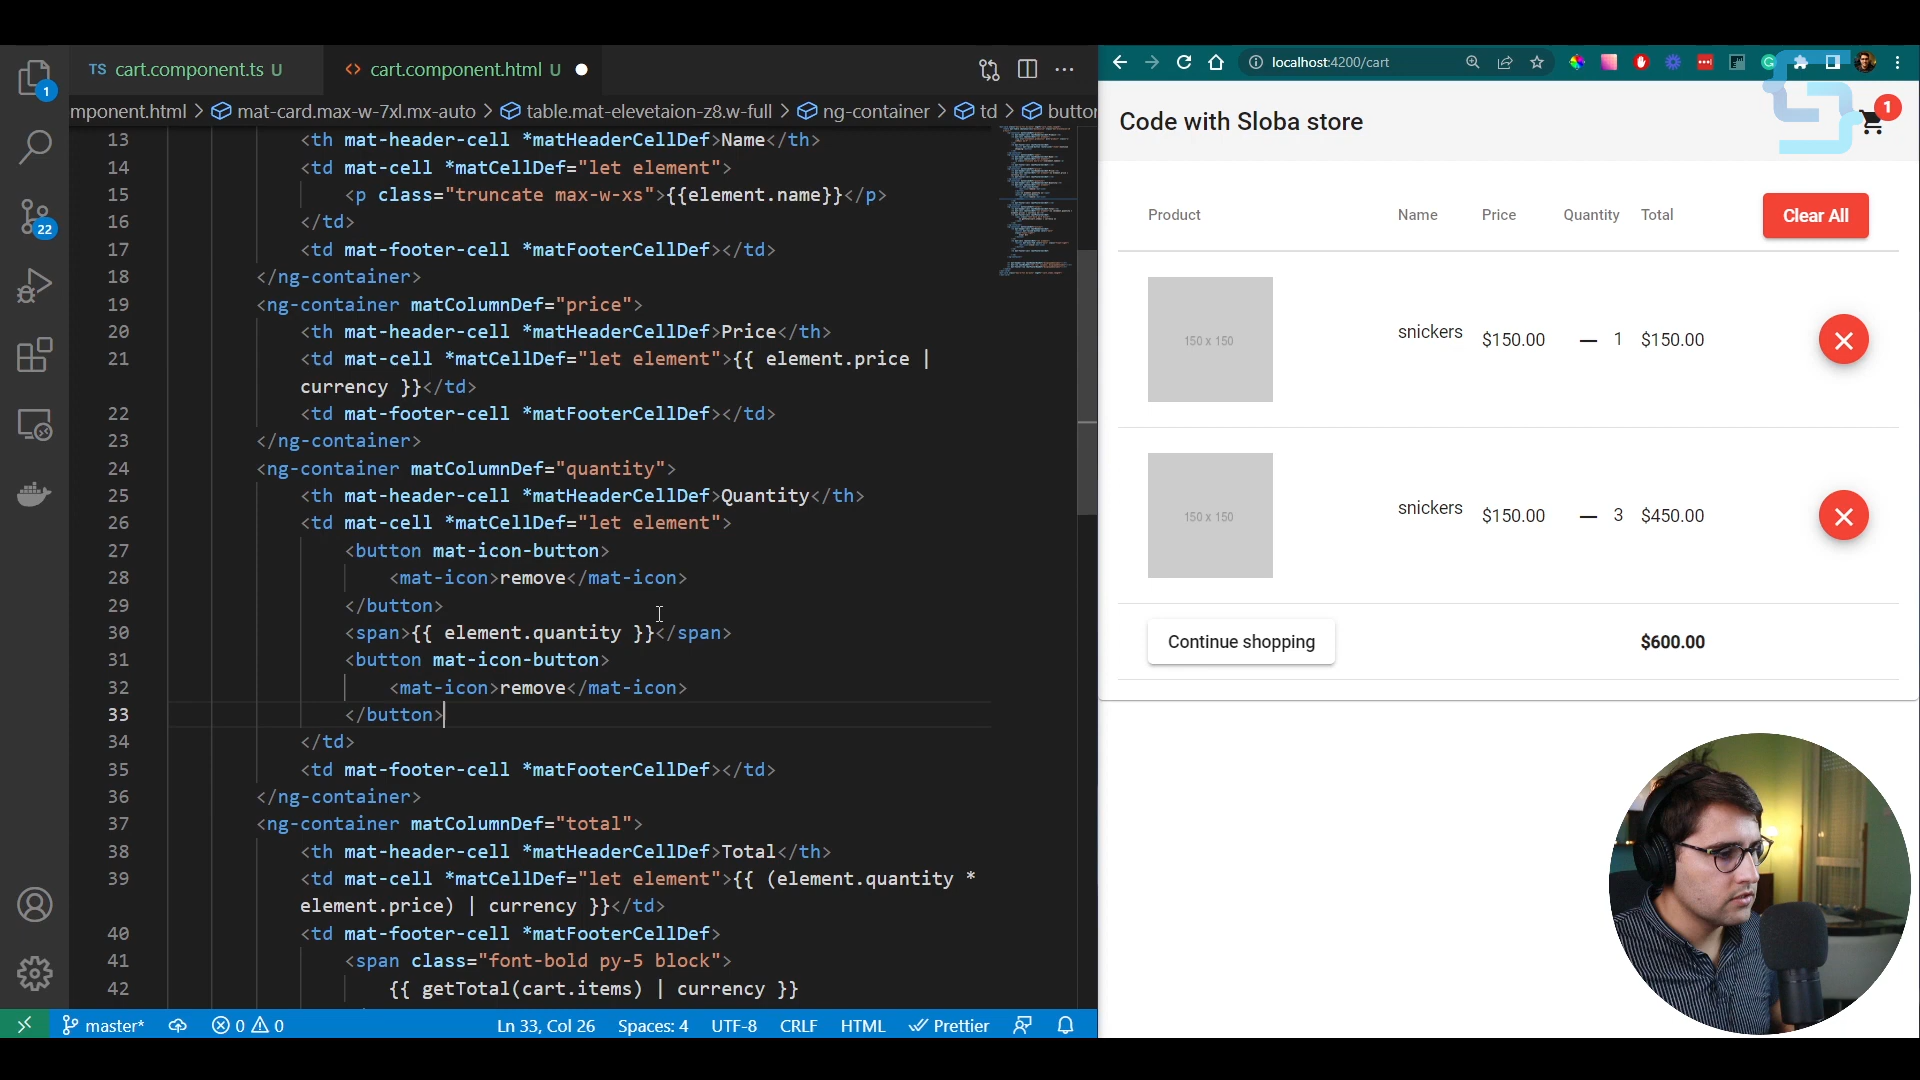 TS cart.component.ts U
<> cart.component.html U
mponent.html > mat-card.max-w-7xl.mx-auto > table.mat-elevetaion-z8.w-full > ng-container > td > button
13 <th mat-header-cell *matHeaderCellDef>Name</th>
14 <td mat-cell *matCellDef="let element">
15 <p class="truncate max-w-xs">{{element.name}}</p>
16 </td>
17 <td mat-footer-cell *matFooterCellDef></td>
18 </ng-container>
19 <ng-container matColumnDef="price">
20 <th mat-header-cell *matHeaderCellDef>Price</th>
21 <td mat-cell *matCellDef="let element">{{ element.price |
currency }}</td>
22 <td mat-footer-cell *matFooterCellDef></td>
23 </ng-container>
24 <ng-container matColumnDef="quantity">
25 <th mat-header-cell *matHeaderCellDef>Quantity</th>
26 <td mat-cell *matCellDef="let element">
27 <button mat-icon-button>
28 <mat-icon>remove</mat-icon>
29 </button>
30 <span>{{ element.quantity }}</span>
31 <button mat-icon-button>
32 <mat-icon>remove</mat-icon>
33 </button>
34 </td>
35 <td mat-footer-cell *matFooterCellDef></td>
36 </ng-container>
37 <ng-container matColumnDef="total">
38 <th mat-header-cell *matHeaderCellDef>Total</th>
39 <td mat-cell *matCellDef="let element">{{ (element.quantity *
element.price) | currency }}</td>
40 <td mat-footer-cell *matFooterCellDef>
41 <span class="font-bold py-5 block">
42 {{ getTotal(cart.items) | currency }}
1
22
master* 0 0 Ln 33, Col 26 Spaces: 4 UTF-8 CRLF HTML Prettier
localhost:4200/cart
Code with Sloba store 1
Product Name Price Quantity Total Clear All
150 x 150 snickers $150.00 — 1 $150.00
150 x 150 snickers $150.00 — 3 $450.00
Continue shopping $600.00